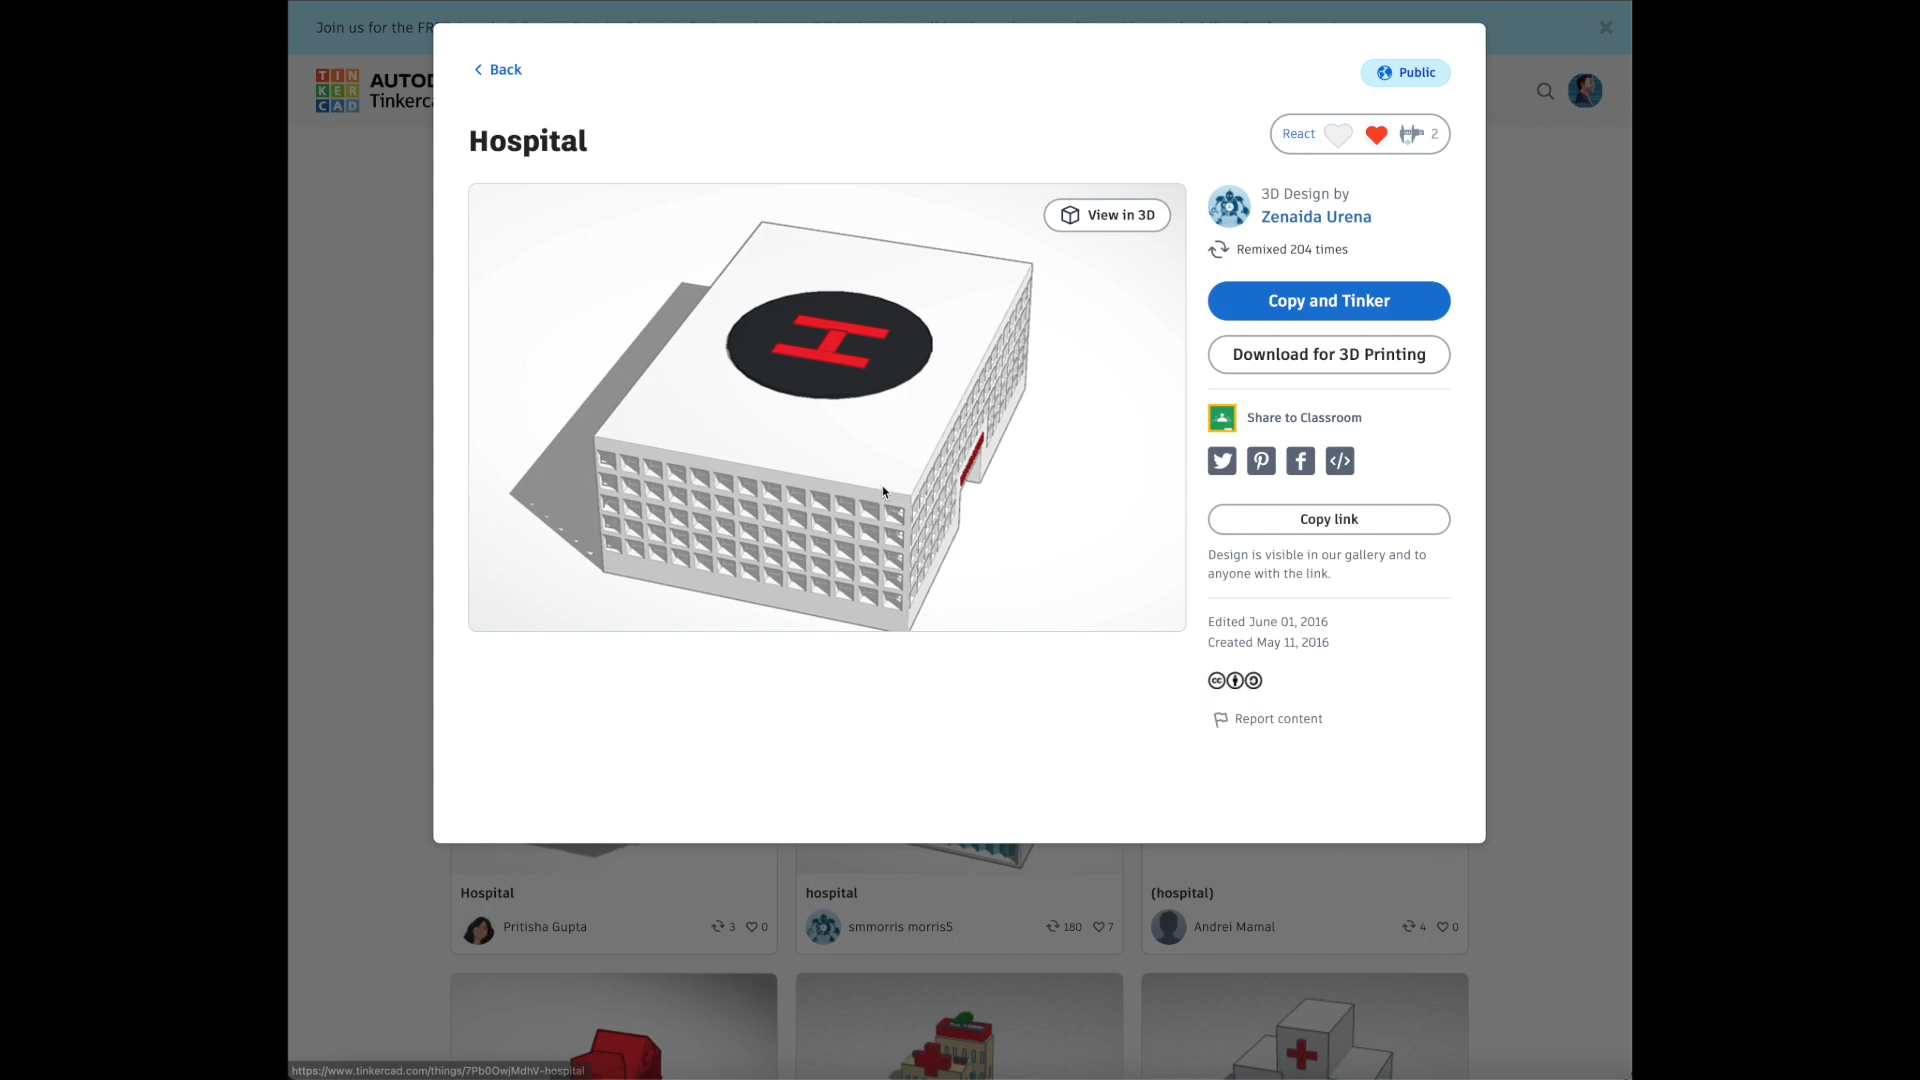 Join us for the FR
TIN
KER
CAD
AUTOD
Tinkerca
Back
Public
Hospital
React
2
View in 3D
H
3D Design by
Zenaida Urena
Remixed 204 times
Copy and Tinker
Download for 3D Printing
Share to Classroom
Copy link
Design is visible in our gallery and to
anyone with the link.
Edited June 01, 2016
Created May 11, 2016
Report content
Hospital
Pritisha Gupta
3
0
hospital
smmorris morris5
180
7
(hospital)
Andrei Mamal
4
0
https://www.tinkercad.com/things/7Pb0OwjMdhV-hospital